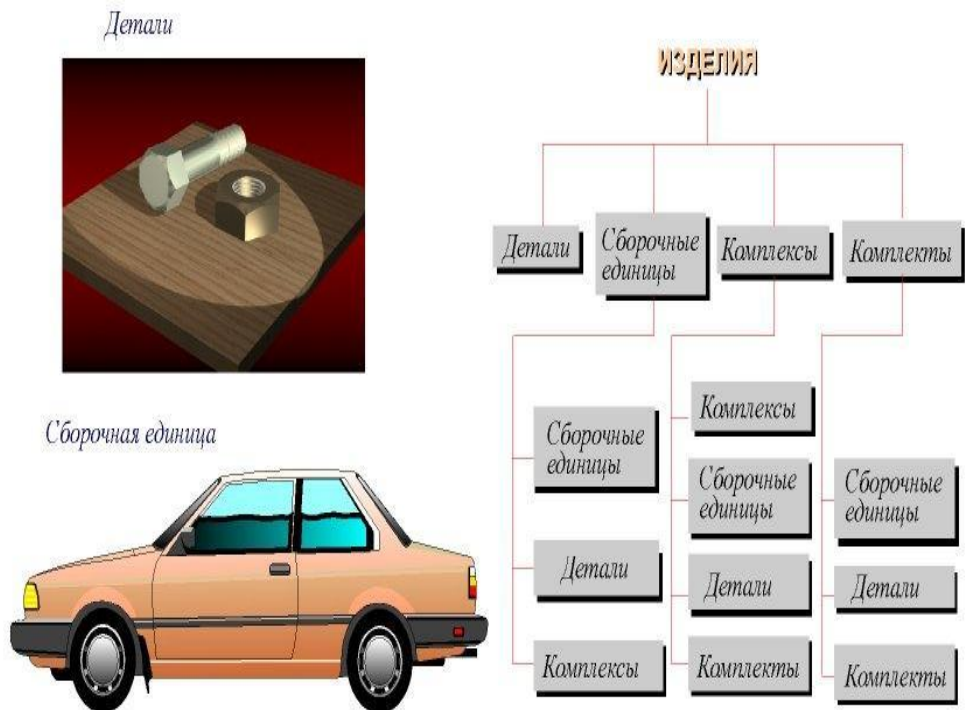 Детали
Сборочная единица
ИЗДЕЛИЯ
Детали
Сборочные
единицы
Комплексы
Комплекты
Сборочные
единицы
Детали
Комплексы
Комплексы
Сборочные
единицы
Детали
Комплекты
Сборочные
единицы
Детали
Комплекты